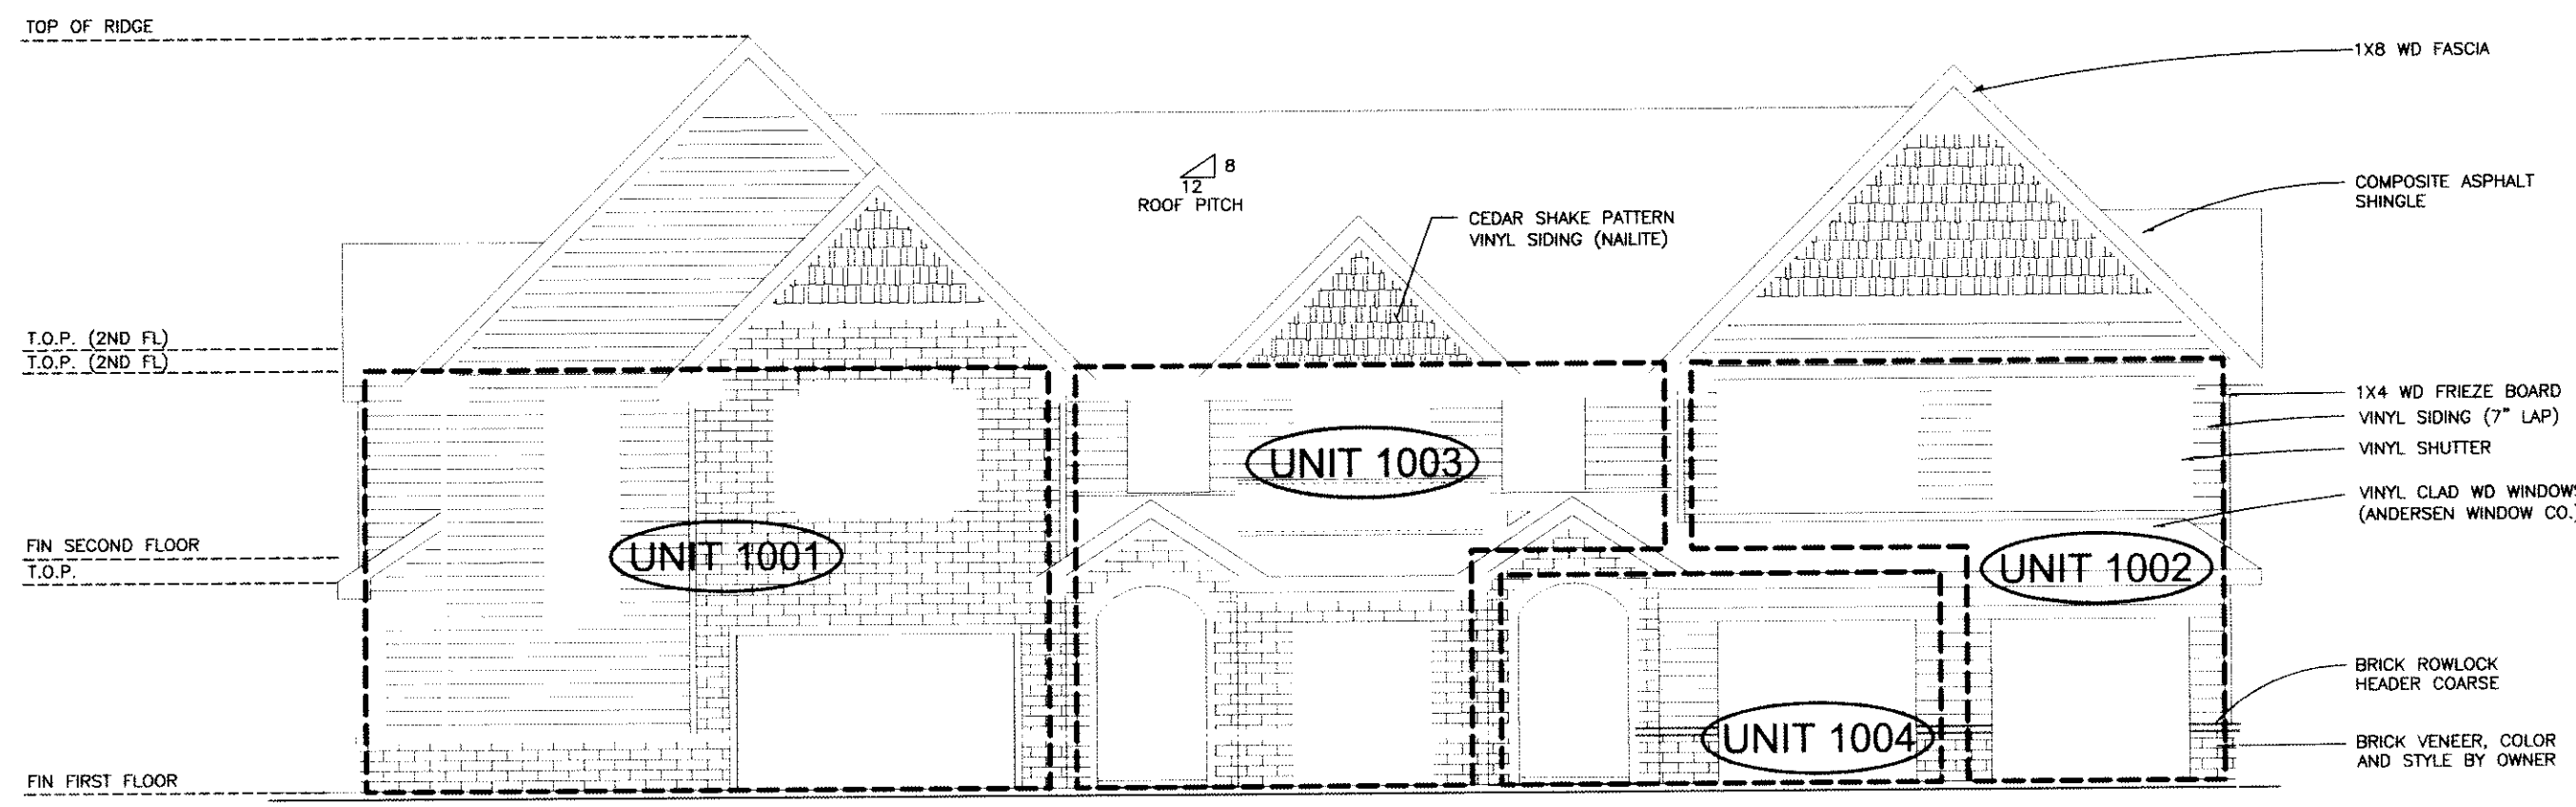 TOP OF RIDGE
1X8 WD FASCIA
8
12
ROOF PITCH
CEDAR SHAKE PATTERN
VINYL SIDING (NAILITE)
COMPOSITE ASPHALT
SHINGLE
T.O.P. (2ND FL)
T.O.P. (2ND FL)
1X4 WD FRIEZE BOARD
VINYL SIDING (7" LAP)
VINYL SHUTTER
VINYL CLAD WD WINDOWS
(ANDERSEN WINDOW CO.)
UNIT 1003
UNIT 1001
UNIT 1002
FIN SECOND FLOOR
T.O.P.
BRICK ROWLOCK
HEADER COARSE
UNIT 1004
BRICK VENEER, COLOR
AND STYLE BY OWNER
FIN FIRST FLOOR